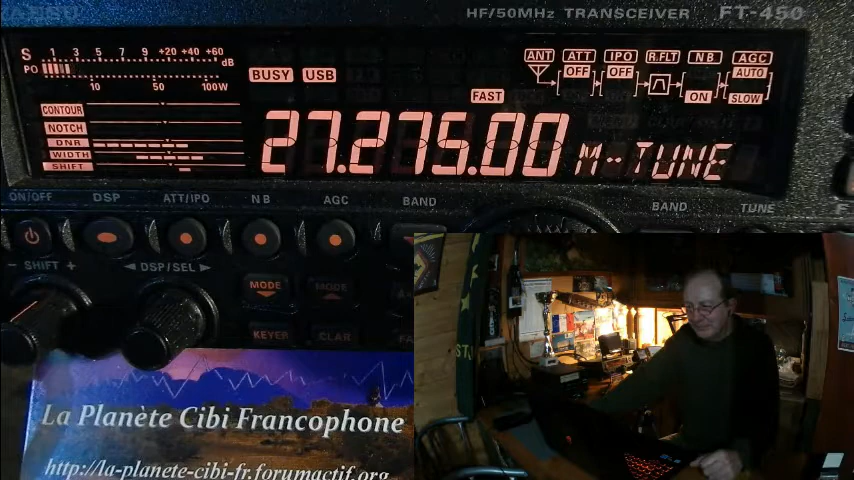 YAESU HF/50MHz TRANSCEIVER FT-450
S 1 3 5 7 9 +20 +40 +60 dB
PO 10 50 100W
BUSY USB
FAST
ANT ATT IPO R.FLT NB AGC
OFF OFF AUTO
ON SLOW
CONTOUR
NOTCH
DNR
WIDTH
SHIFT
27.275.00 M-TUNE
ON/OFF DSP ATT/IPO NB AGC BAND BAND TUNE
- SHIFT + ◄ DSP/SEL ►
MODE MODE
KEYER CLAR
La Planète Cibi Francophone
http://la-planete-cibi-fr.forumactif.org